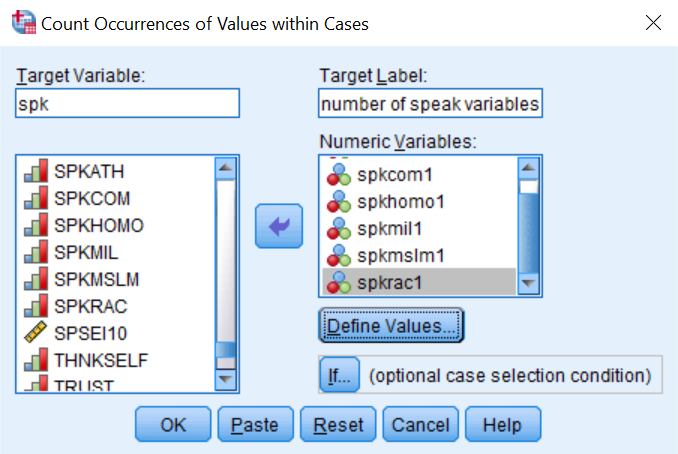 Count Occurrences of Values within Cases
Target Variable:
spk
Target Label:
number of speak variables
Numeric Variables:
SPKATH
SPKCOM
SPKHOMO
SPKMIL
SPKMSLM
SPKRAC
SPSEI10
THNKSELF
TRUST
spkcom1
spkhomo1
spkmil1
spkmslm1
spkrac1
Define Values...
If...
(optional case selection condition)
OK
Paste
Reset
Cancel
Help